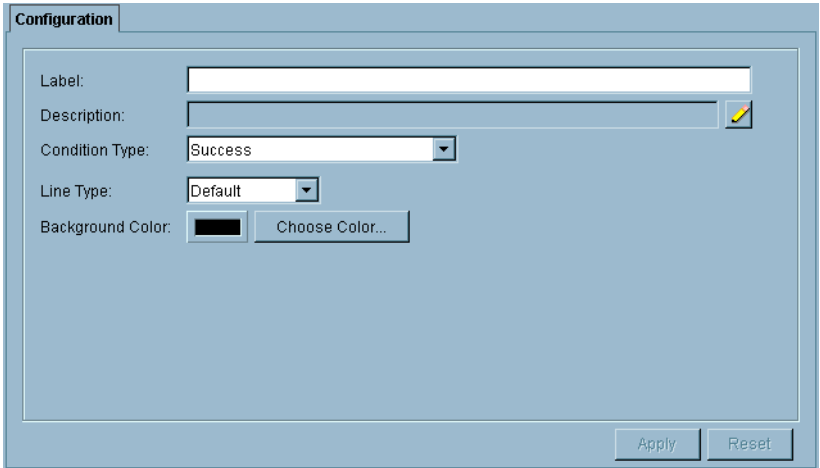 Configuration
Label:
Description:
Condition Type: Success
Line Type: Default
Background Color: Choose Color...
Apply Reset